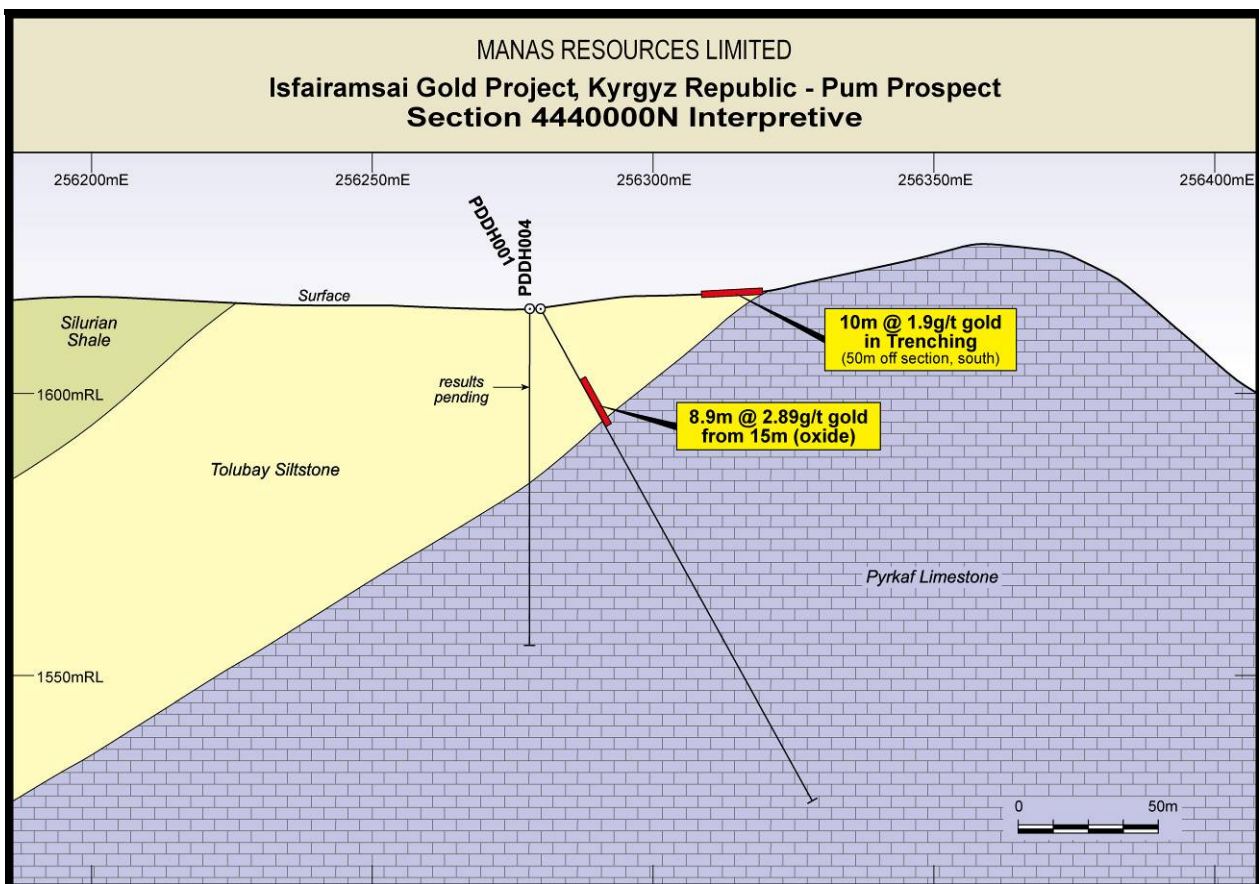 MANAS RESOURCES LIMITED
Isfairamsai Gold Project, Kyrgyz Republic - Pum Prospect
Section 4440000N Interpretive
256200mE
256250mE
256300mE
256350mE
256400mE
PDDH001
PDDH004
Surface
Silurian
Shale
10m @ 1.9g/t gold
in Trenching
(50m off section, south)
1600mRL
results
pending
8.9m @ 2.89g/t gold
from 15m (oxide)
Tolubay Siltstone
Pyrkaf Limestone
1550mRL
0
50m